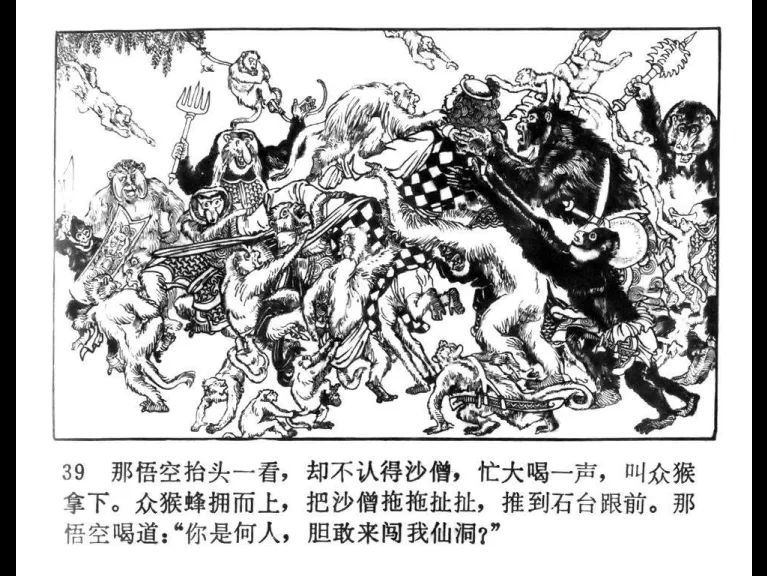 39 那悟空抬头一看，却不认得沙僧，忙大喝一声，叫众猴
拿下。众猴蜂拥而上，把沙僧拖拖扯扯，推到石台跟前。那
悟空喝道：“你是何人，胆敢来闯我仙洞？”